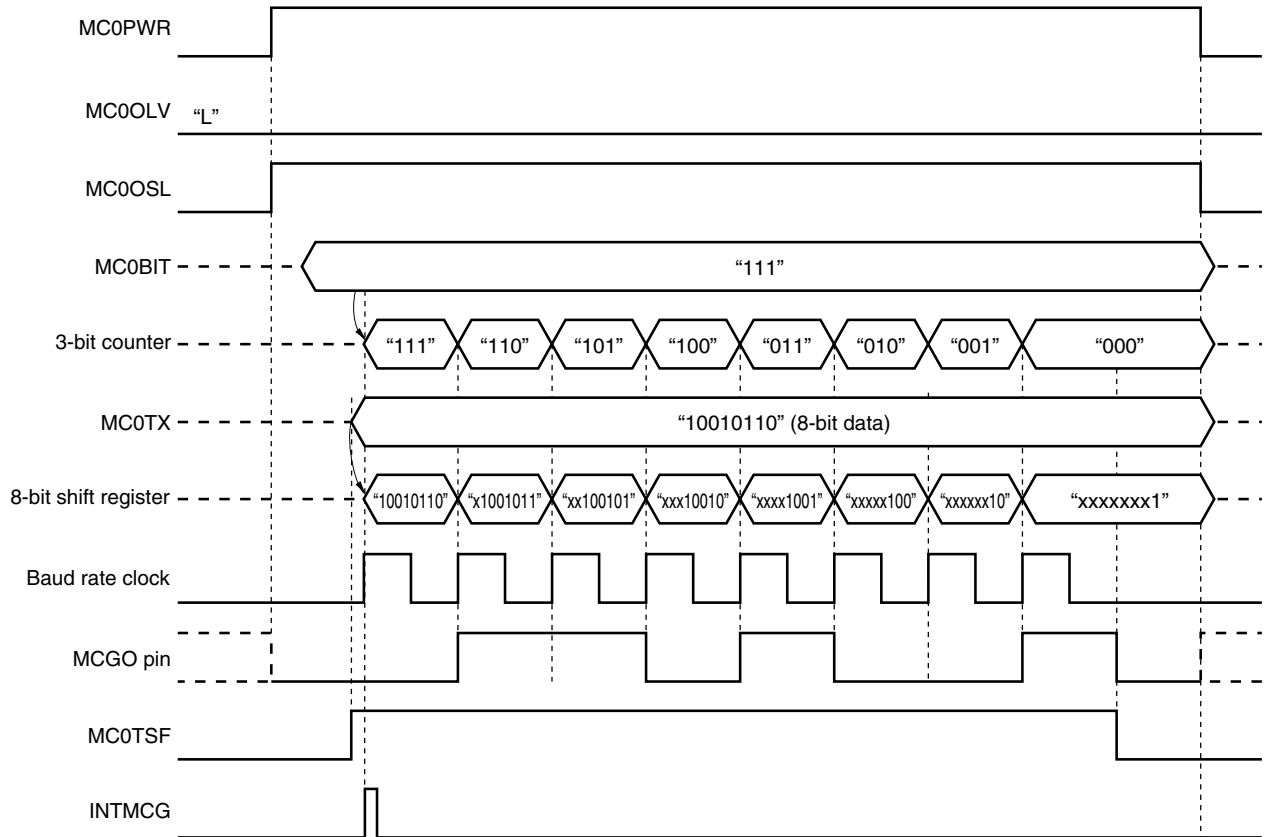 MC0PWR
MC0OLV “L”
MC0OSL
MC0BIT “111”
3-bit counter “111” “110” “101” “100” “011” “010” “001” “000”
MC0TX “10010110” (8-bit data)
8-bit shift register “10010110” “x1001011” “xx100101” “xxx10010” “xxxx1001” “xxxxx100” “xxxxxx10” “xxxxxxx1”
Baud rate clock
MCGO pin
MC0TSF
INTMCG